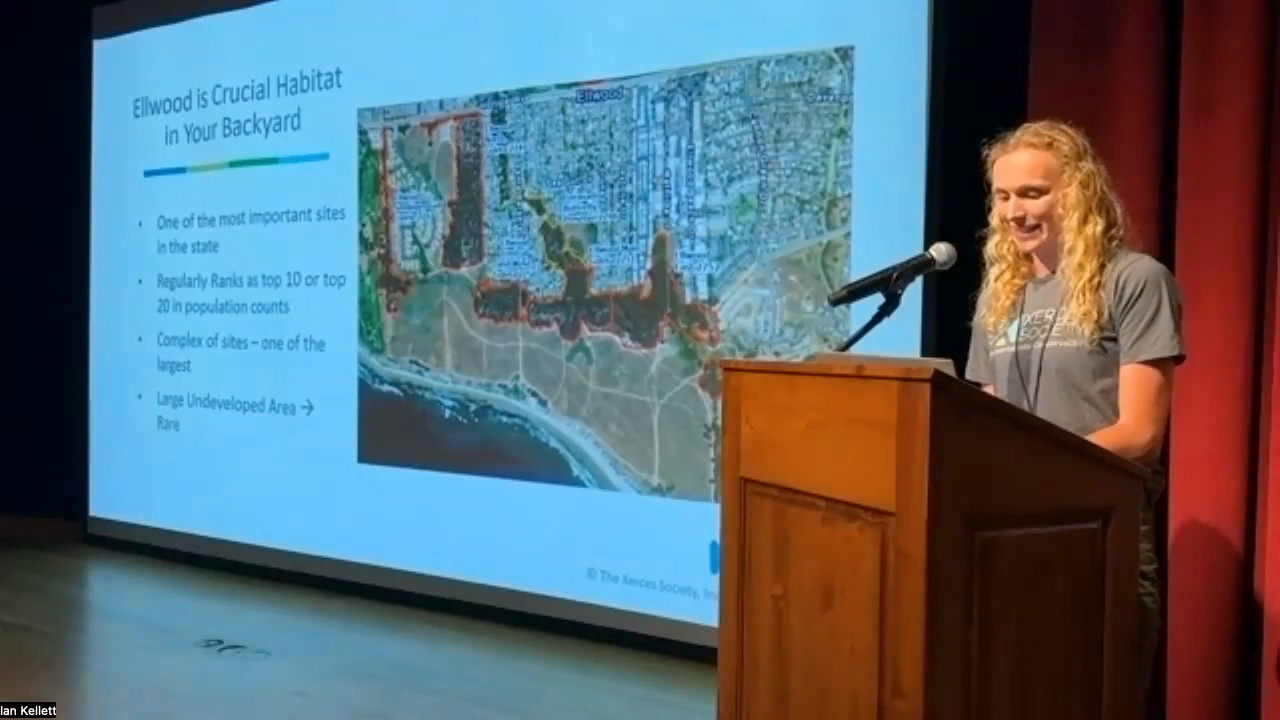 Ellwood is Crucial Habitat
in Your Backyard
• One of the most important sites
in the state
• Regularly Ranks as top 10 or top
20 in population counts
• Complex of sites – one of the
largest
• Large Undeveloped Area →
Rare
Ellwood
© The Xerces Society, Inc
XERC
SOCIETY
Ian Kellett